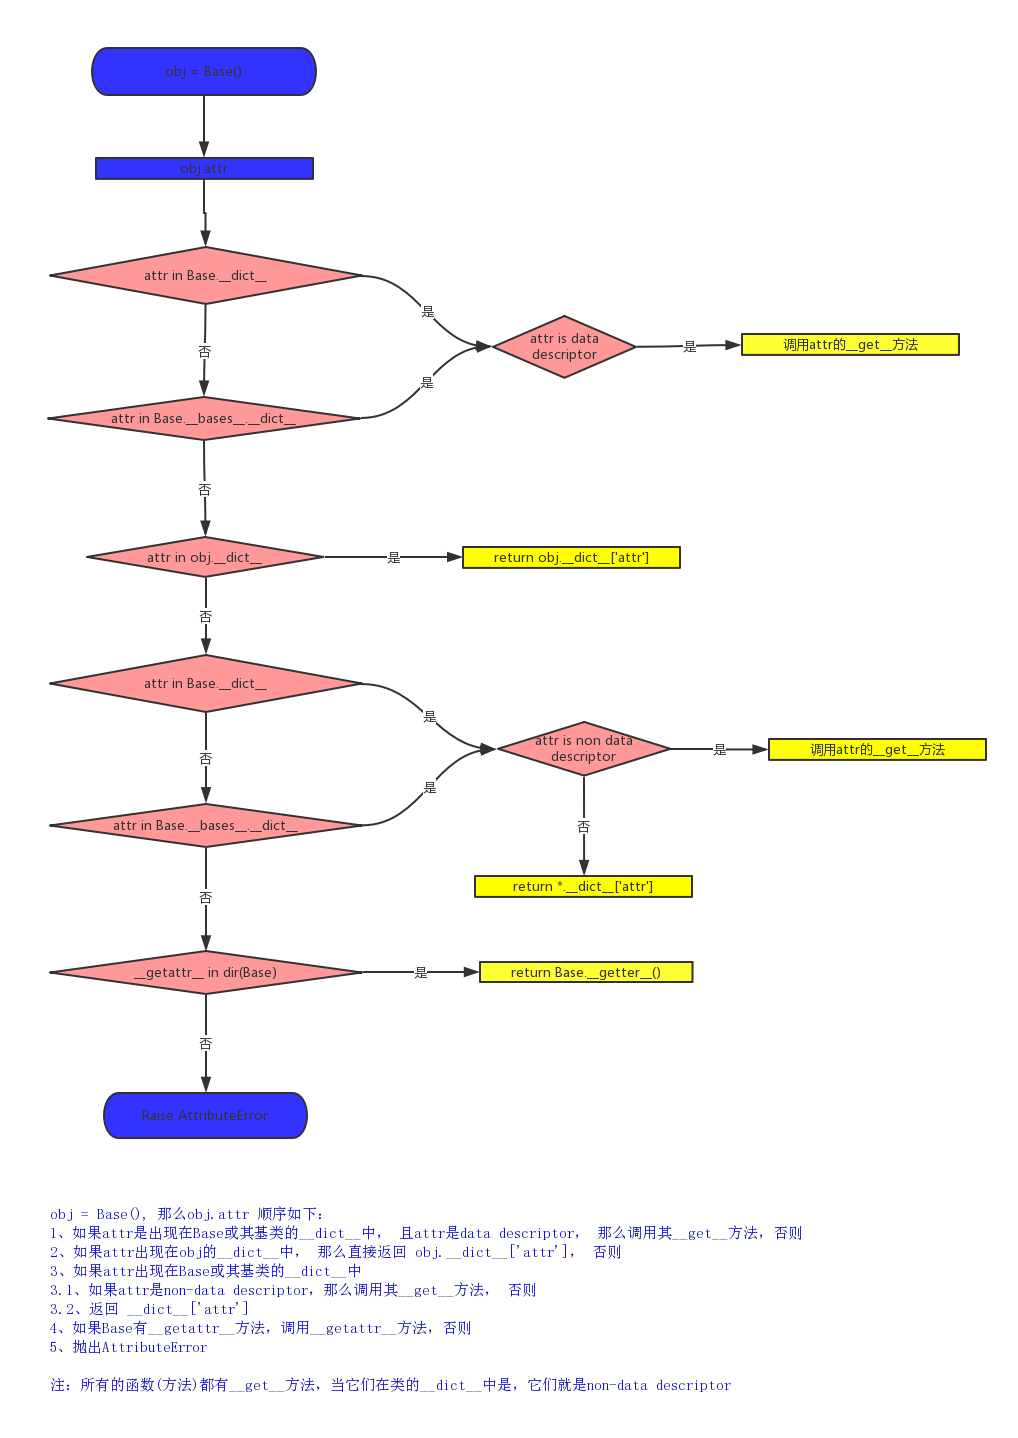 obj = Base()
obj.attr
attr in Base.__dict__
是
attr is data
descriptor
是
调用attr的__get__方法
否
是
attr in Base.__bases__.__dict__
否
attr in obj.__dict__
是
return obj.__dict__['attr']
否
attr in Base.__dict__
是
attr is non data
descriptor
是
调用attr的__get__方法
否
是
attr in Base.__bases__.__dict__
否
return *.__dict__['attr']
否
__getattr__ in dir(Base)
是
return Base.__getter__()
否
Raise AttributeError
obj = Base(), 那么obj.attr 顺序如下：
1、如果attr是出现在Base或其基类的__dict__中， 且attr是data descriptor， 那么调用其__get__方法，否则
2、如果attr出现在obj的__dict__中， 那么直接返回 obj.__dict__['attr']， 否则
3、如果attr出现在Base或其基类的__dict__中
3.1、如果attr是non-data descriptor，那么调用其__get__方法， 否则
3.2、返回 __dict__['attr']
4、如果Base有__getattr__方法，调用__getattr__方法，否则
5、抛出AttributeError
注：所有的函数(方法)都有__get__方法，当它们在类的__dict__中是，它们就是non-data descriptor